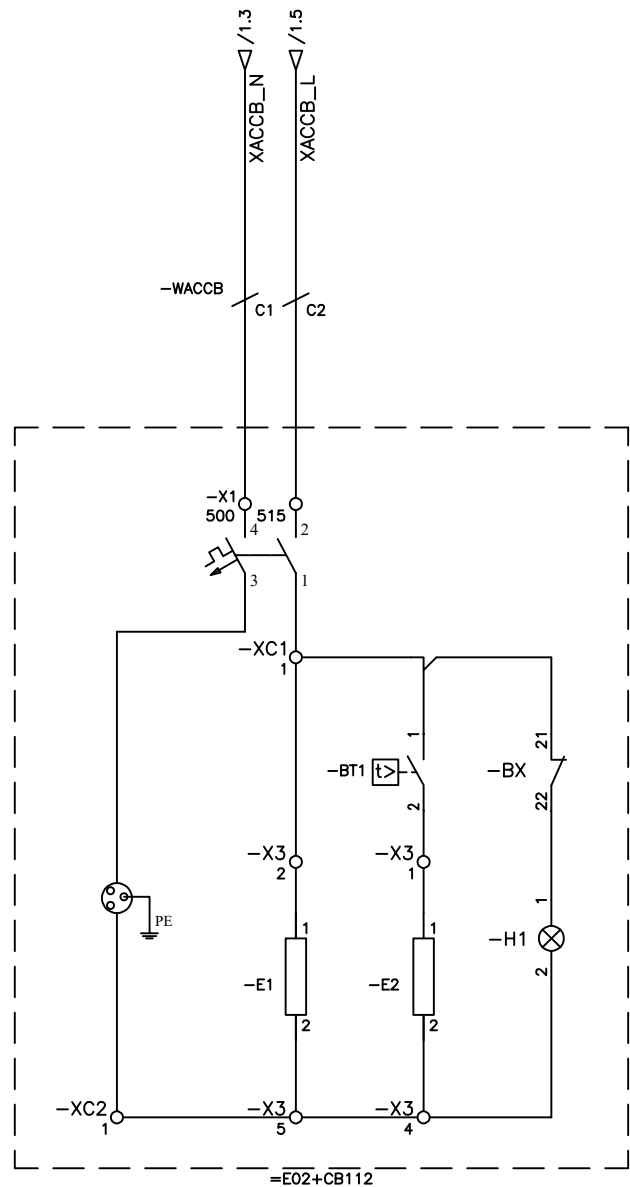 /1.3
/1.5
XACCB_N
XACCB_L
-WACCB
C1
C2
-X1
500
515
4
2
3
1
-XC1
1
1
21
-BT1
t>
-BX
2
22
-X3
2
-X3
1
1
PE
1
1
-H1
-E1
-E2
2
2
2
-XC2
1
-X3
5
-X3
4
=E02+CB112